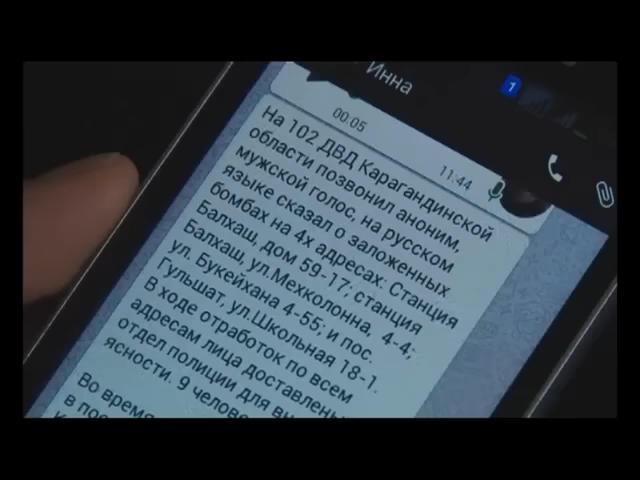 Инна
1
00:05
11:44
На 102 ДВД Карагандинской
области позвонил аноним,
мужской голос, на русском
языке сказал о заложенных
бомбах на 4х адресах: Станция
Балхаш, дом 59-17; станция
Балхаш, ул.Мехколонна, 4-4;
ул. Букейхана 4-55; и пос.
Гульшат, ул.Школьная 18-1.
В ходе отработок по всем
адресам лица доставлены
отдел полиции для
ясности. 9
Во время
в